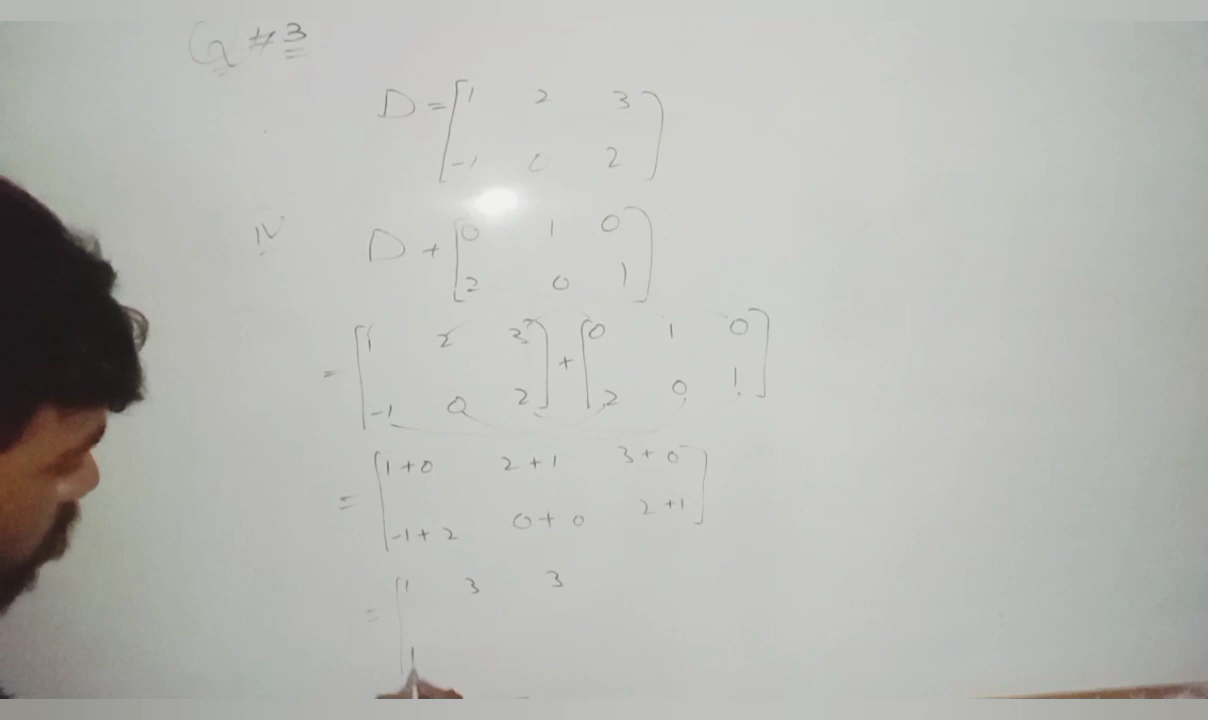 Q # 3
D = [1 2 3
-1 0 2]
IV D + [0 1 0
2 0 1]
= [1 2 3
-1 0 2] + [0 1 0
2 0 1]
= [1+0 2+1 3+0
-1+2 0+0 2+1]
= [1 3 3
1